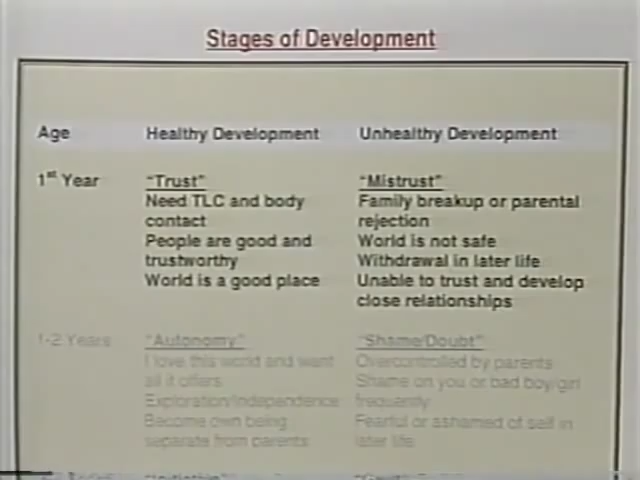 Stages of Development
Age Healthy Development Unhealthy Development
1st Year "Trust" "Mistrust"
Need TLC and body Family breakup or parental
contact rejection
People are good and World is not safe
trustworthy Withdrawal in later life
World is a good place Unable to trust and develop
close relationships
1-2 Years "Autonomy" "Shame/Doubt"
I love this world and want Overcontrolled by parents
all it offers Shame on you or bad boy/girl
Exploration/Independence frequently
Become own being Fearful or ashamed of self in
separate from parents later life